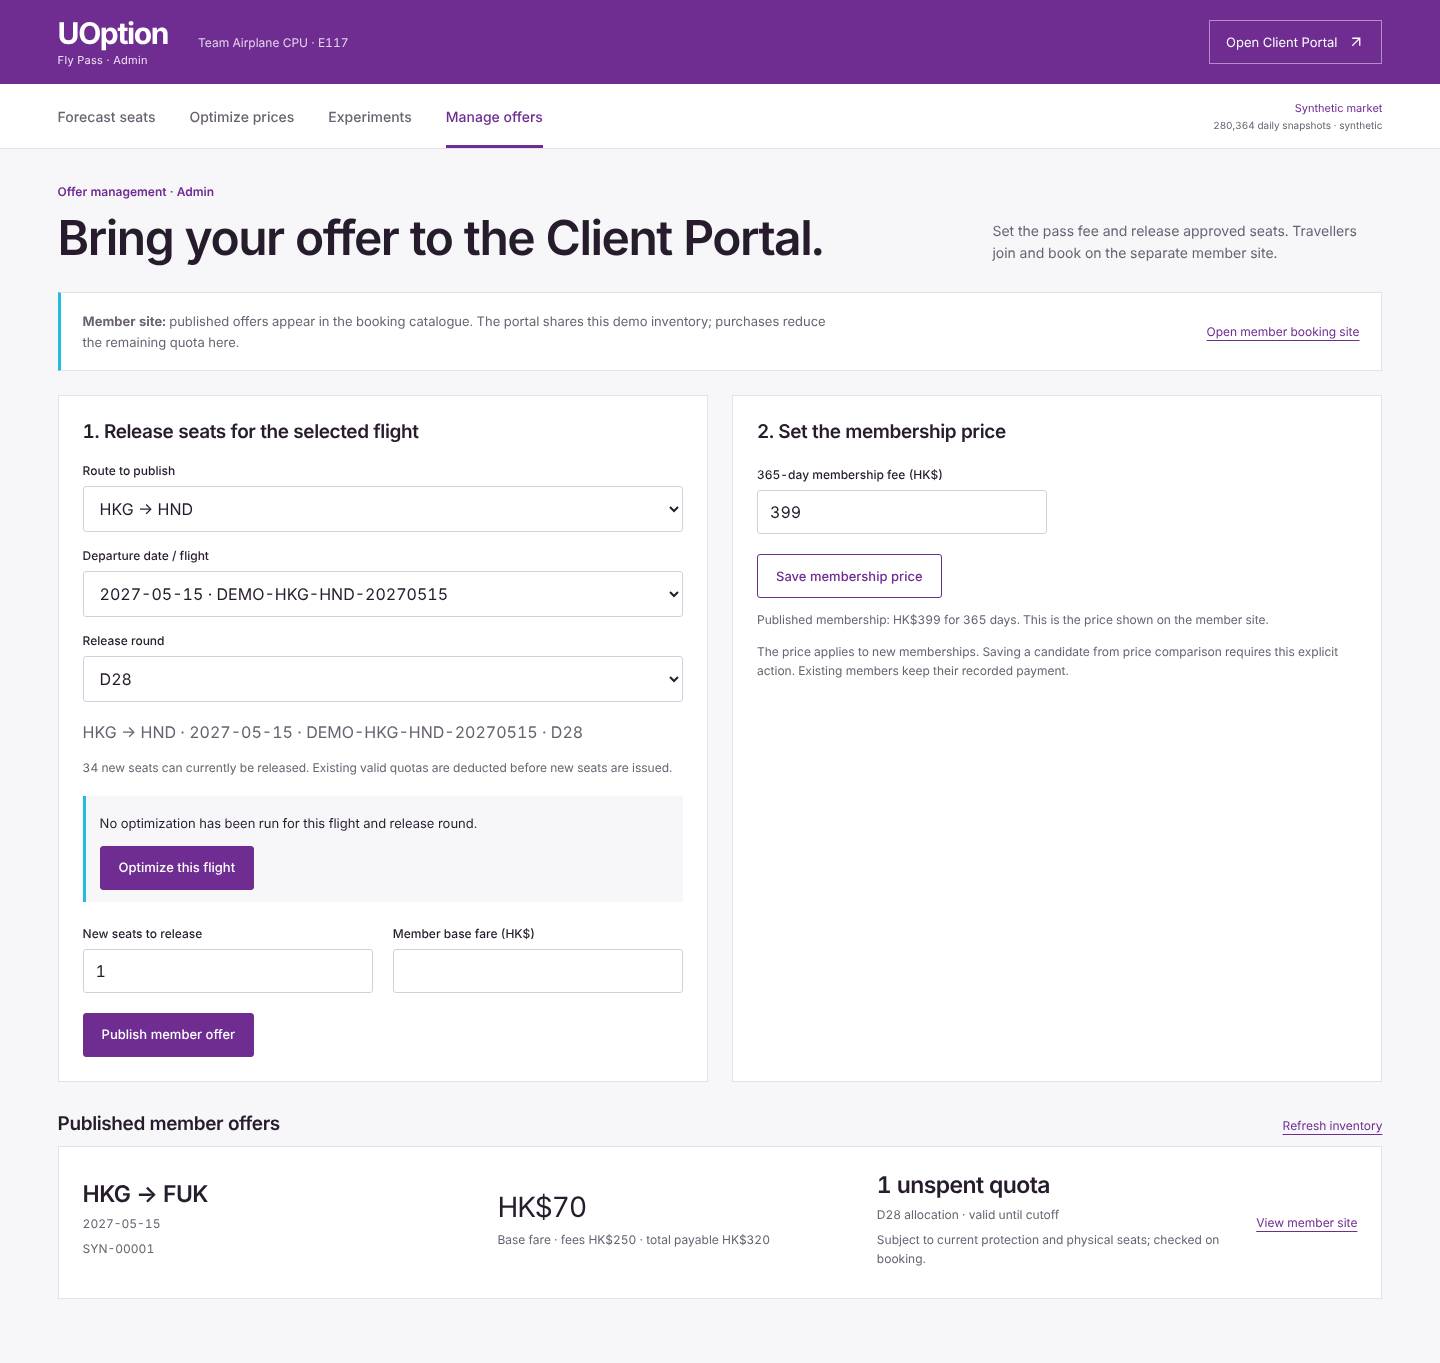 UOption
Fly Pass · Admin
Team Airplane CPU · E117
Open Client Portal
Forecast seats
Optimize prices
Experiments
Manage offers
Synthetic market
280,364 daily snapshots · synthetic
Offer management · Admin
Bring your offer to the Client Portal.
Set the pass fee and release approved seats. Travellers
join and book on the separate member site.
Member site: published offers appear in the booking catalogue. The portal shares this demo inventory; purchases reduce
the remaining quota here.
Open member booking site
1. Release seats for the selected flight
Route to publish
HKG → HND
Departure date / flight
2027-05-15 · DEMO-HKG-HND-20270515
Release round
D28
HKG → HND · 2027-05-15 · DEMO-HKG-HND-20270515 · D28
34 new seats can currently be released. Existing valid quotas are deducted before new seats are issued.
No optimization has been run for this flight and release round.
Optimize this flight
New seats to release
Member base fare (HK$)
1
Publish member offer
2. Set the membership price
365-day membership fee (HK$)
399
Save membership price
Published membership: HK$399 for 365 days. This is the price shown on the member site.
The price applies to new memberships. Saving a candidate from price comparison requires this explicit
action. Existing members keep their recorded payment.
Published member offers
Refresh inventory
HKG → FUK
2027-05-15
SYN-00001
HK$70
Base fare · fees HK$250 · total payable HK$320
1 unspent quota
D28 allocation · valid until cutoff
Subject to current protection and physical seats; checked on
booking.
View member site